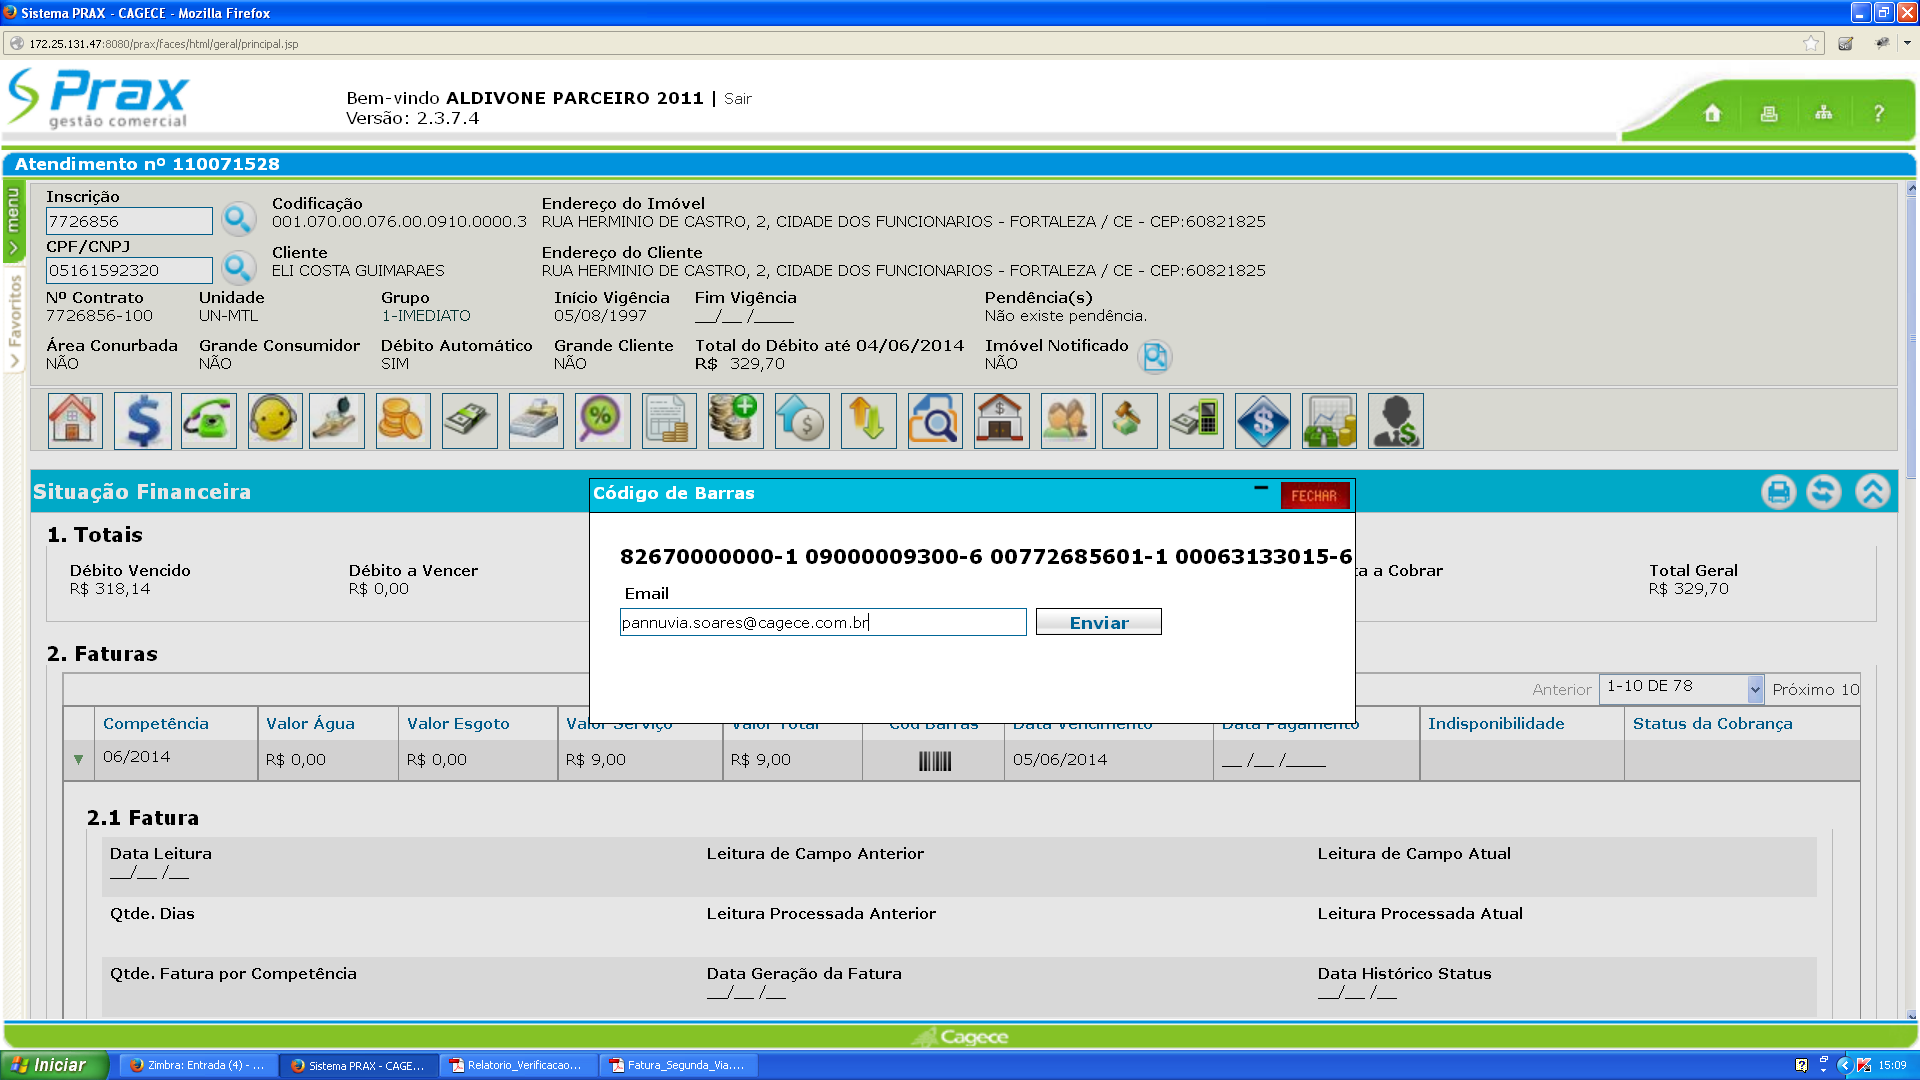 Sistema PRAX - CAGECE - Mozilla Firefox
172.25.131.47:8080/prax/faces/html/geral/principal.jsp
Prax
gestão comercial
Bem-vindo ALDIVONE PARCEIRO 2011 | Sair
Versão: 2.3.7.4
?
Atendimento nº 110071528
menu
Favoritos
Inscrição
7726856
Codificação
001.070.00.076.00.0910.0000.3
Endereço do Imóvel
RUA HERMINIO DE CASTRO, 2, CIDADE DOS FUNCIONARIOS - FORTALEZA / CE - CEP:60821825
CPF/CNPJ
05161592320
Cliente
ELI COSTA GUIMARAES
Endereço do Cliente
RUA HERMINIO DE CASTRO, 2, CIDADE DOS FUNCIONARIOS - FORTALEZA / CE - CEP:60821825
Nº Contrato Unidade Grupo Início Vigência Fim Vigência Pendência(s)
7726856-100 UN-MTL 1-IMEDIATO 05/08/1997 __/__ /____ Não existe pendência.
Área Conurbada Grande Consumidor Débito Automático Grande Cliente Total do Débito até 04/06/2014 Imóvel Notificado
NÃO NÃO SIM NÃO R$ 329,70 NÃO
Situação Financeira
Código de Barras
FECHAR
82670000000-1 09000009300-6 00772685601-1 00063133015-6
Email
pannuvia.soares@cagece.com.br
Enviar
1. Totais
Débito Vencido Débito a Vencer ta a Cobrar Total Geral
R$ 318,14 R$ 0,00 R$ 329,70
2. Faturas
Anterior 1-10 DE 78 Próximo 10
Competência Valor Água Valor Esgoto Valor Serviço Valor Total Cod Barras Data Vencimento Data Pagamento Indisponibilidade Status da Cobrança
06/2014 R$ 0,00 R$ 0,00 R$ 9,00 R$ 9,00 05/06/2014 __ /__ /____
2.1 Fatura
Data Leitura Leitura de Campo Anterior Leitura de Campo Atual
__/__ /__
Qtde. Dias Leitura Processada Anterior Leitura Processada Atual
Qtde. Fatura por Competência Data Geração da Fatura Data Histórico Status
__/__ /__ __/__ /__
Cagece
Iniciar
Zimbra: Entrada (4) - ...
Sistema PRAX - CAGE...
Relatorio_Verificacao...
Fatura_Segunda_Via....
15:09